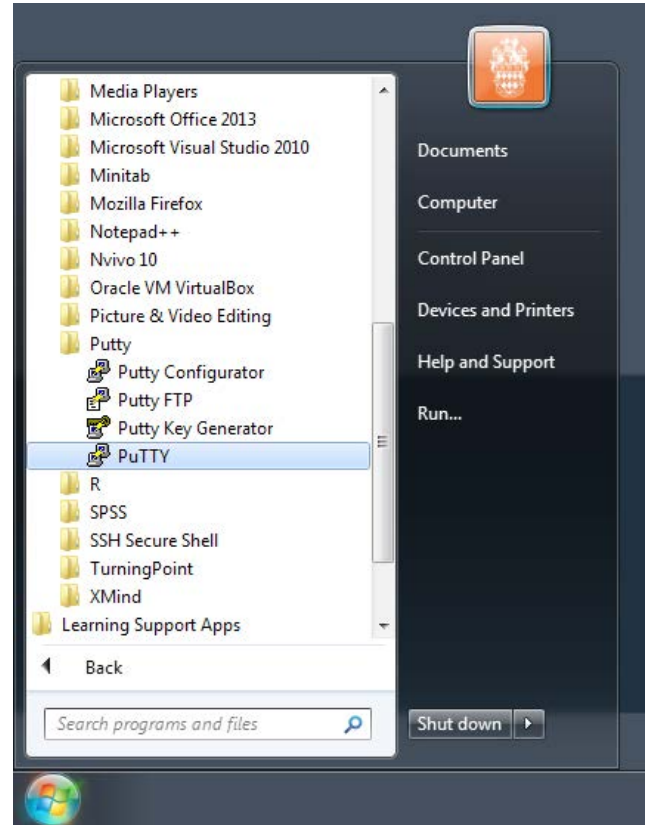 Media Players
Microsoft Office 2013
Microsoft Visual Studio 2010
Minitab
Mozilla Firefox
Notepad++
Nvivo 10
Oracle VM VirtualBox
Picture & Video Editing
Putty
Putty Configurator
Putty FTP
Putty Key Generator
PuTTY
R
SPSS
SSH Secure Shell
TurningPoint
XMind
Learning Support Apps
Back
Search programs and files
Documents
Computer
Control Panel
Devices and Printers
Help and Support
Run...
Shut down